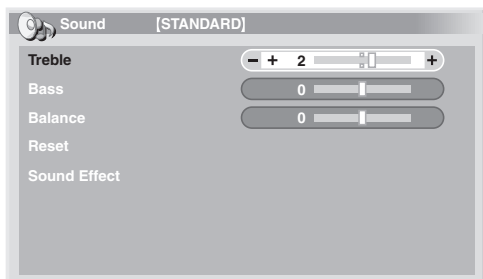 Sound [STANDARD]
Treble - + 2 +
Bass 0
Balance 0
Reset
Sound Effect